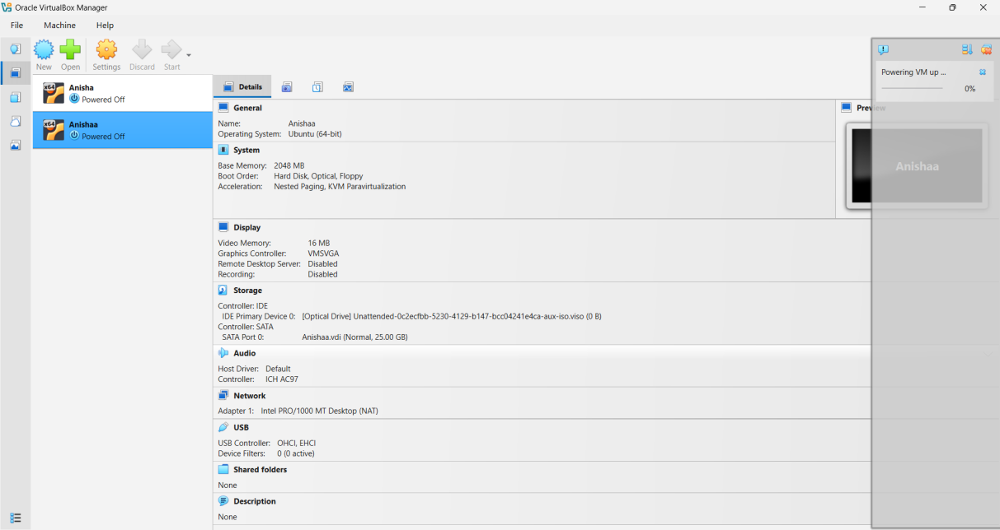 Oracle VirtualBox Manager
File Machine Help
New Open Settings Discard Start
Anisha
Powered Off
Anishaa
Powered Off
Details
General
Name: Anishaa
Operating System: Ubuntu (64-bit)
System
Base Memory: 2048 MB
Boot Order: Hard Disk, Optical, Floppy
Acceleration: Nested Paging, KVM Paravirtualization
Display
Video Memory: 16 MB
Graphics Controller: VMSVGA
Remote Desktop Server: Disabled
Recording: Disabled
Storage
Controller: IDE
IDE Primary Device 0: [Optical Drive] Unattended-0c2ecfbb-5230-4129-b147-bcc04241e4ca-aux-iso.viso (0 B)
Controller: SATA
SATA Port 0: Anishaa.vdi (Normal, 25.00 GB)
Audio
Host Driver: Default
Controller: ICH AC97
Network
Adapter 1: Intel PRO/1000 MT Desktop (NAT)
USB
USB Controller: OHCI, EHCI
Device Filters: 0 (0 active)
Shared folders
None
Description
None
Preview
Anishaa
Powering VM up ...
0%
x64
x64